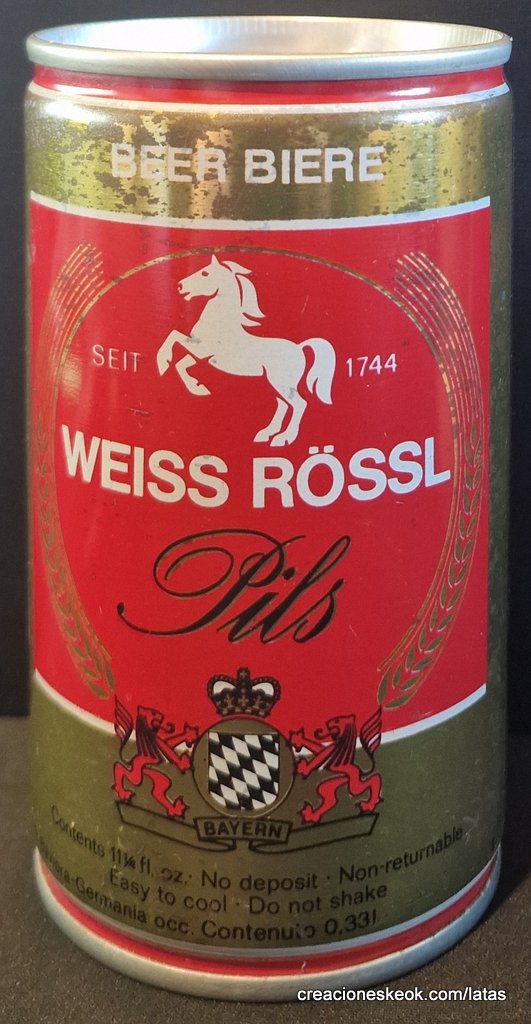 BEER BIERE
SEIT 1744
WEISS RÖSSL
Pils
BAYERN
Contents 11¼ fl. oz. · No deposit · Non-returnable
Easy to cool · Do not shake
Germania occ. Contenuto 0,33l
creacioneskeok.com/latas